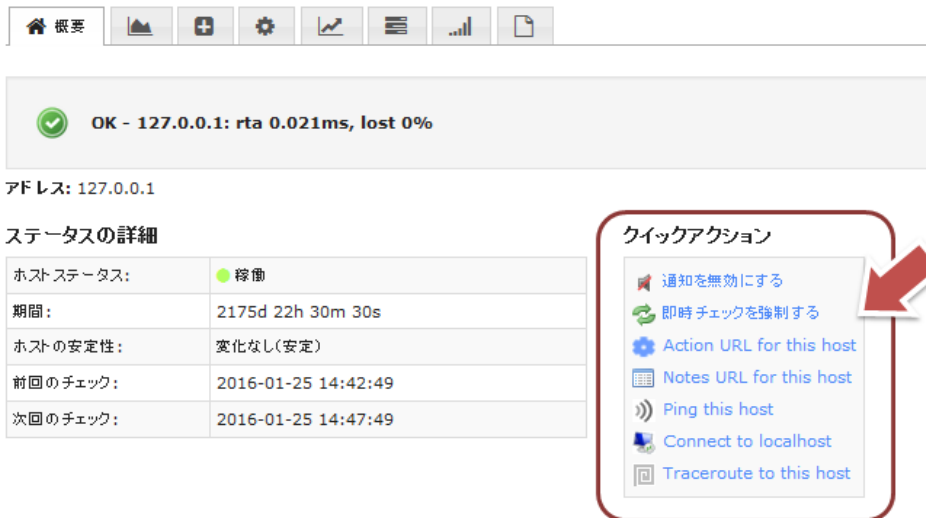 概要
OK - 127.0.0.1: rta 0.021ms, lost 0%
アドレス: 127.0.0.1
ステータスの詳細
ホストステータス: 稼働
期間: 2175d 22h 30m 30s
ホストの安定性: 変化なし(安定)
前回のチェック: 2016-01-25 14:42:49
次回のチェック: 2016-01-25 14:47:49
クイックアクション
通知を無効にする
即時チェックを強制する
Action URL for this host
Notes URL for this host
Ping this host
Connect to localhost
Traceroute to this host